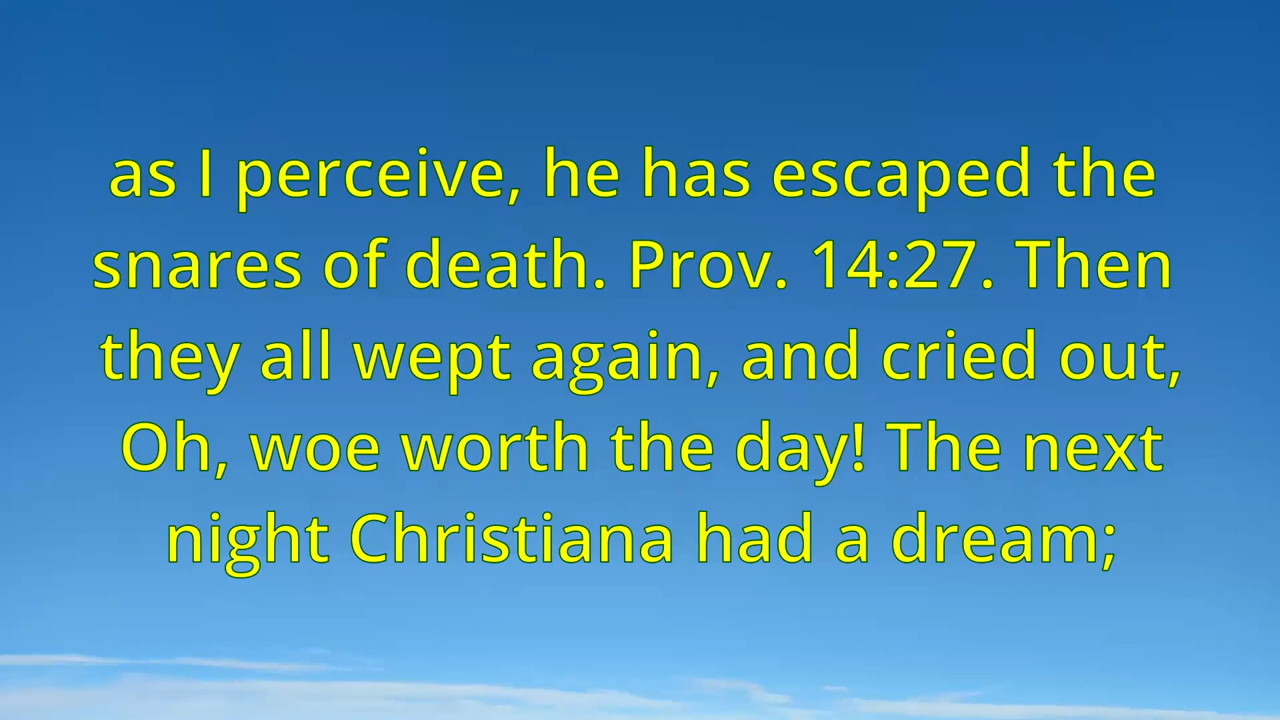 as I perceive, he has escaped the
snares of death. Prov. 14:27. Then
they all wept again, and cried out,
Oh, woe worth the day! The next
night Christiana had a dream;